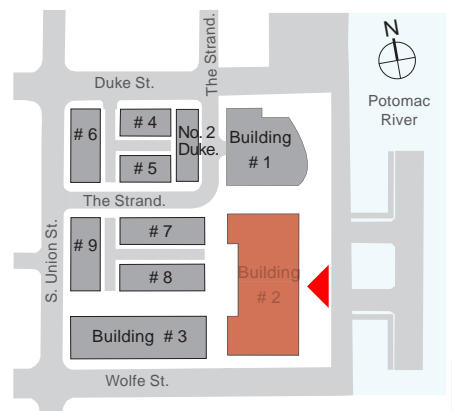 N
The Strand.
Duke St.
Potomac
River
# 6
# 4
No. 2
Duke.
Building
# 1
# 5
The Strand.
S. Union St.
# 9
# 7
# 8
Building
# 2
Building # 3
Wolfe St.